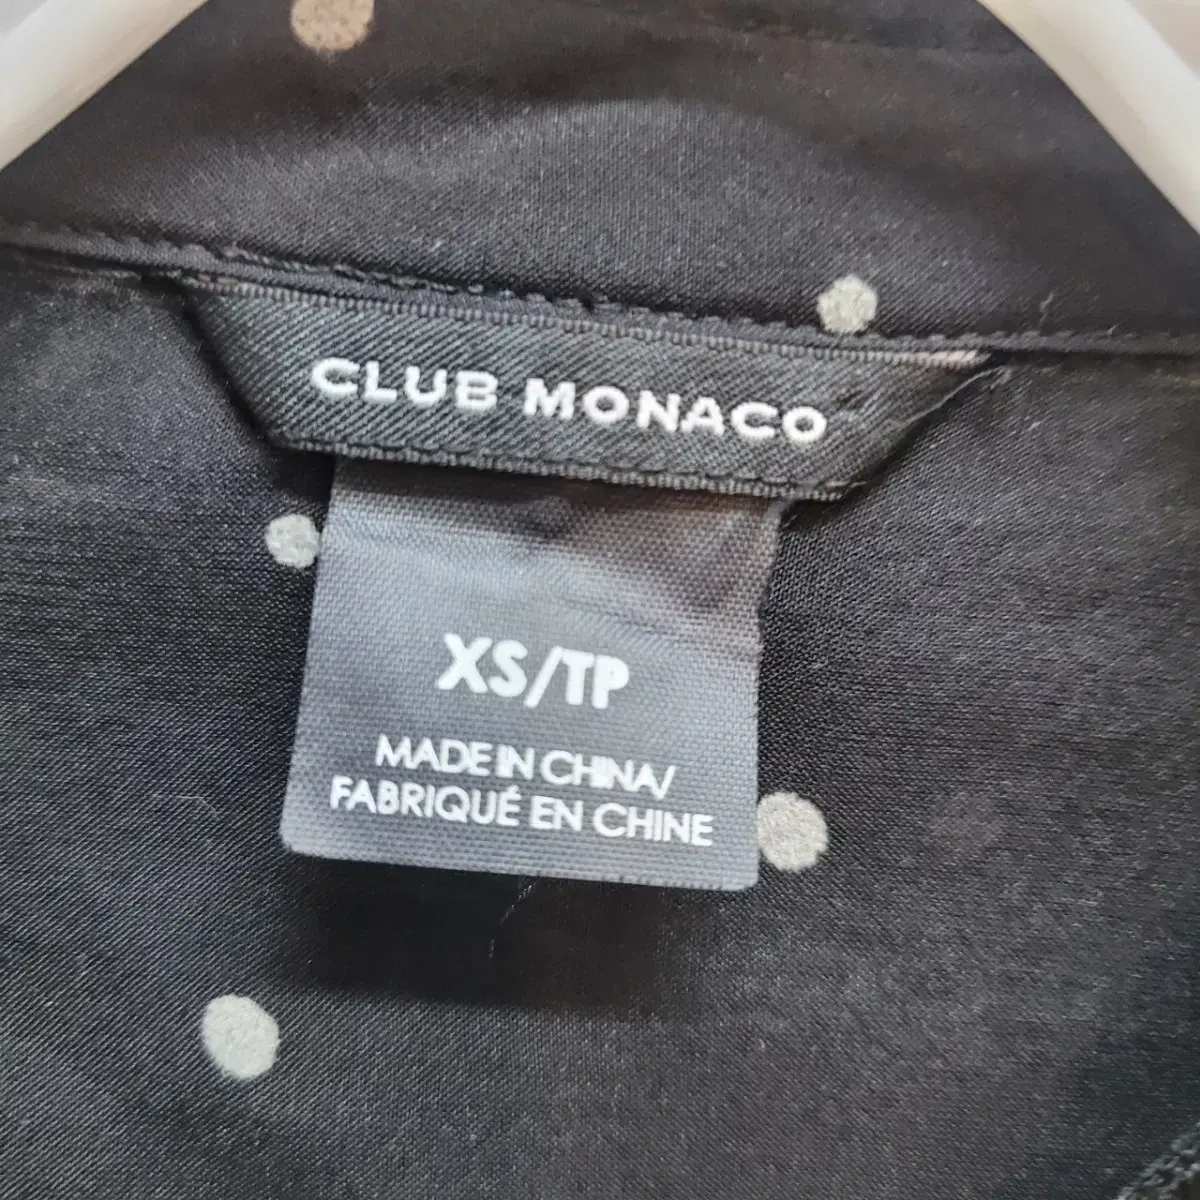 CLUB MONACO
XS/TP
MADE IN CHINA/
FABRIQUÉ EN CHINE